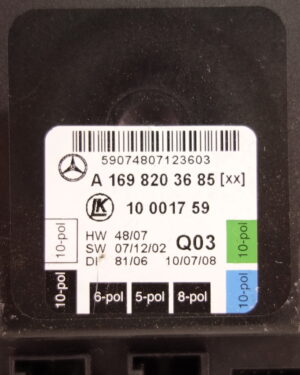 59074807123603
A 169 820 36 85 [xx]
LK 10 0017 59
HW 48/07
SW 07/12/02 Q03
DI 81/06 10/07/08
10-pol
10-pol
10-pol
6-pol
5-pol
8-pol
10-pol